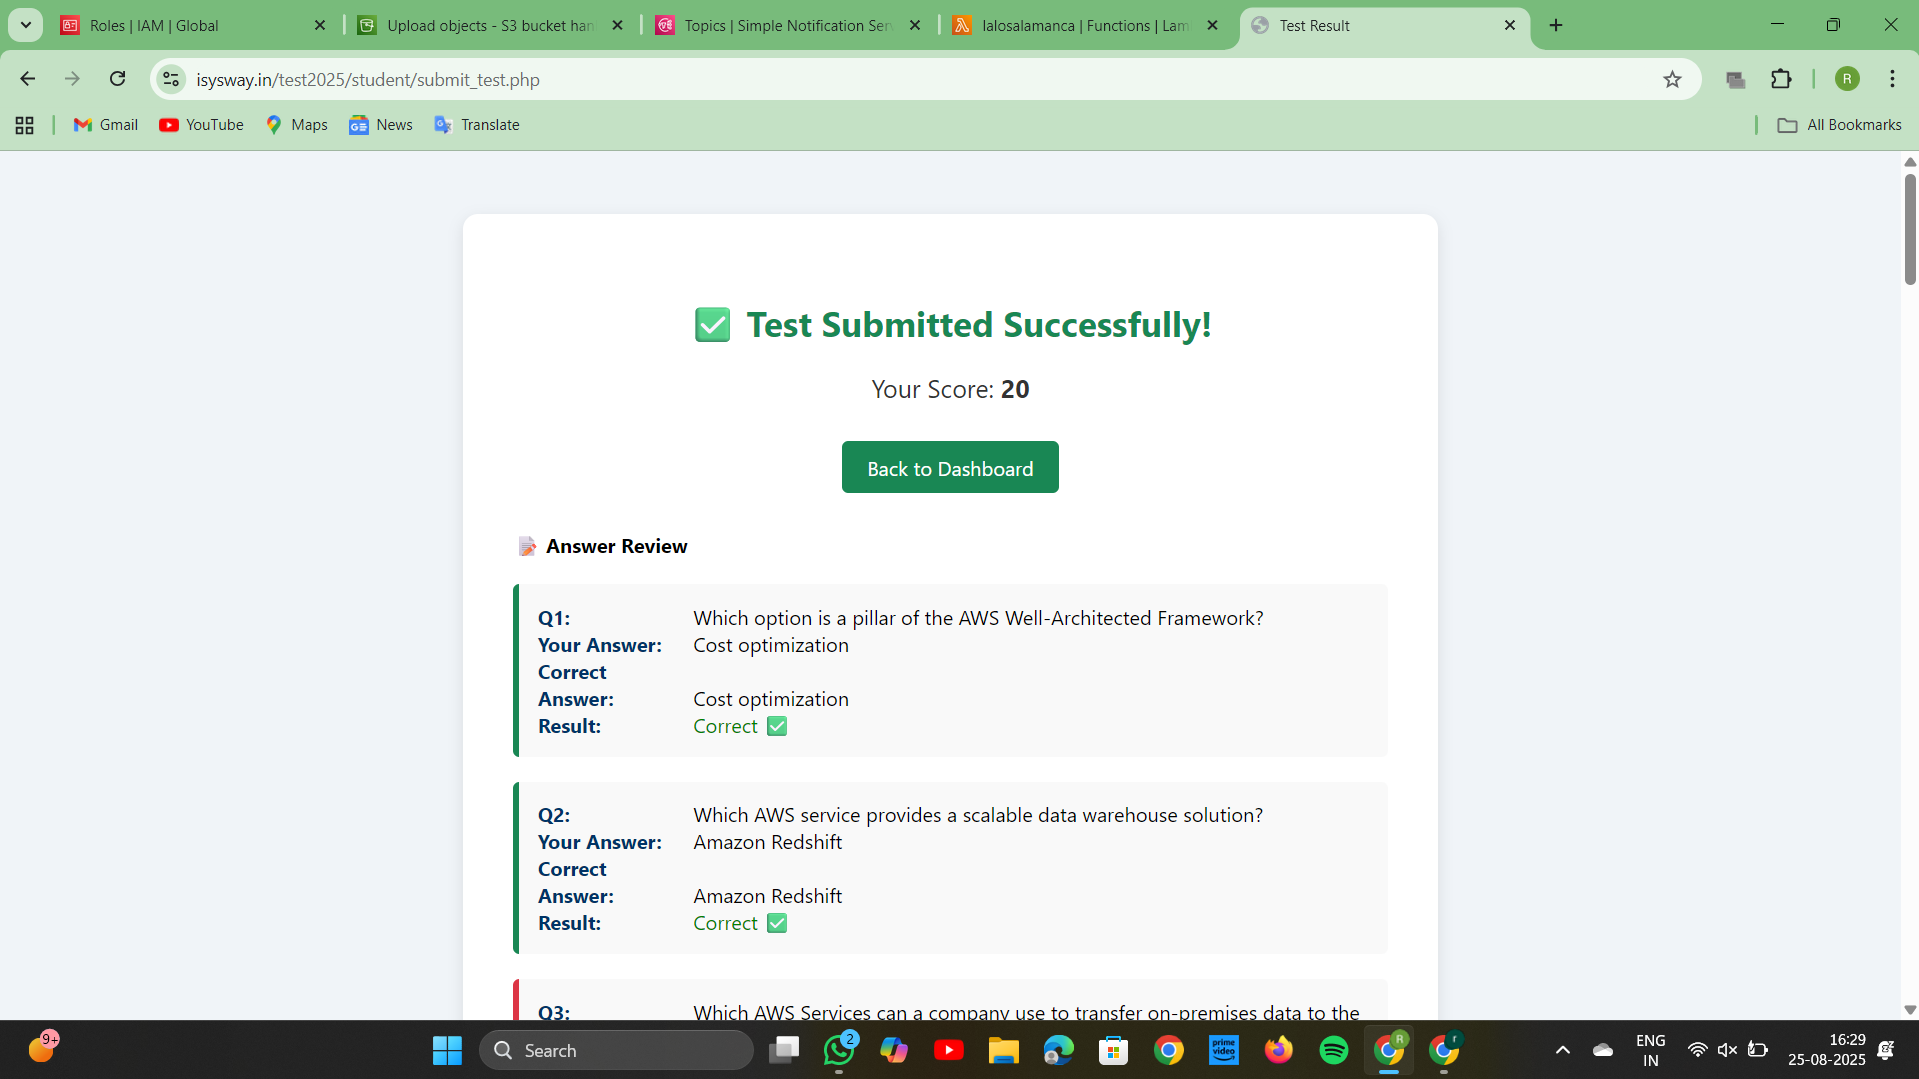 Roles | IAM | Global
Upload objects - S3 bucket han
Topics | Simple Notification Serv
lalosalamanca | Functions | Lam
Test Result
isysway.in/test2025/student/submit_test.php
R
Gmail
YouTube
Maps
News
Translate
All Bookmarks
Test Submitted Successfully!
Your Score: 20
Back to Dashboard
Answer Review
Q1: Which option is a pillar of the AWS Well-Architected Framework?
Your Answer: Cost optimization
Correct
Answer: Cost optimization
Result: Correct
Q2: Which AWS service provides a scalable data warehouse solution?
Your Answer: Amazon Redshift
Correct
Answer: Amazon Redshift
Result: Correct
Q3: Which AWS Services can a company use to transfer on-premises data to the
9+
Search
2
prime video
R
r
ENG
IN
16:29
25-08-2025